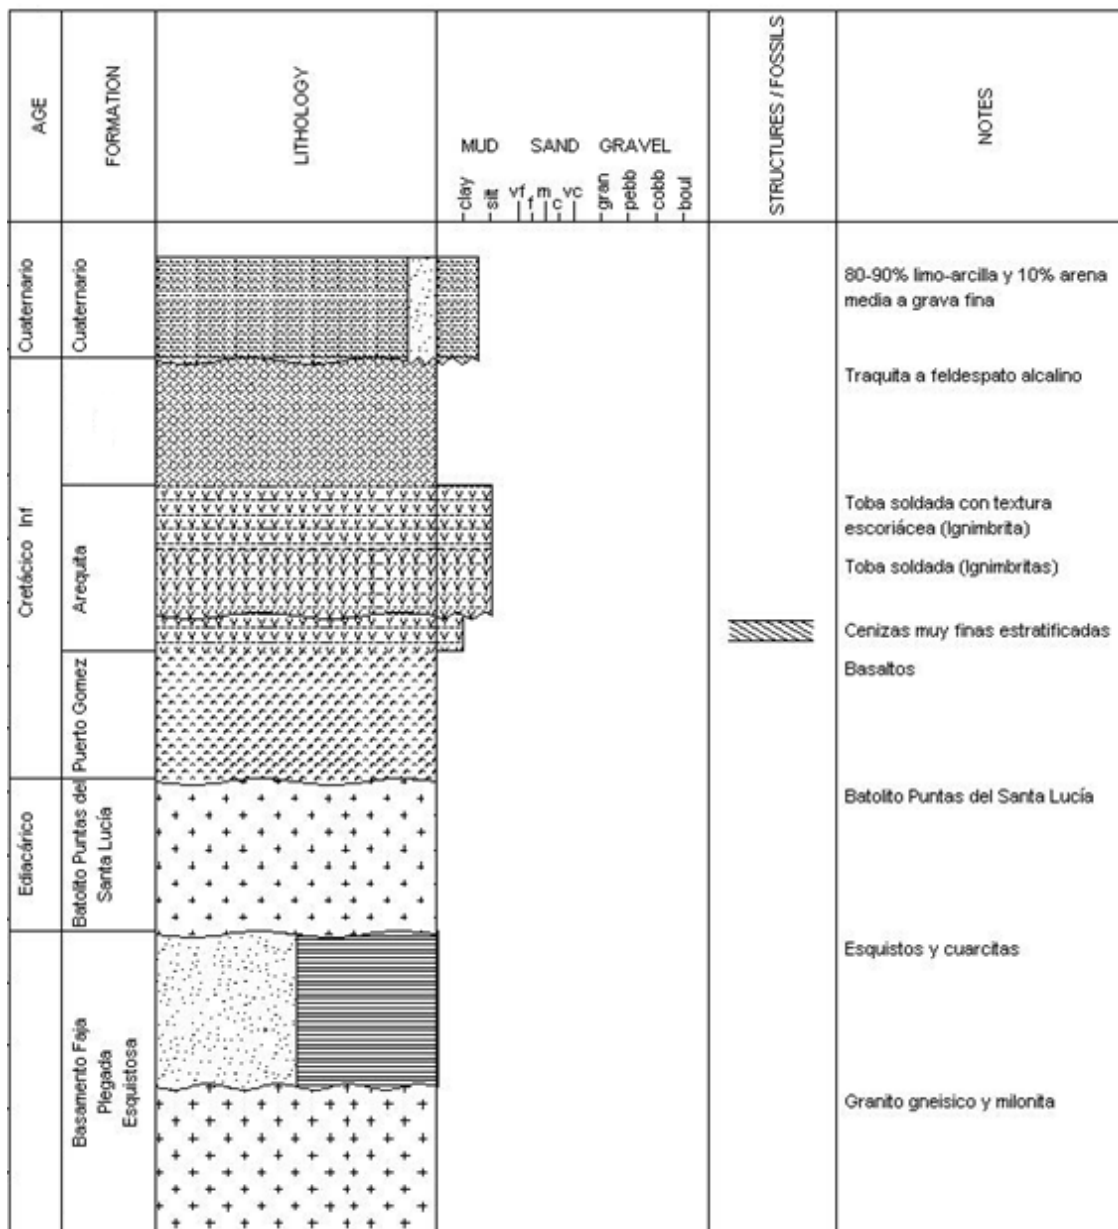 AGE
FORMATION
LITHOLOGY
MUD SAND GRAVEL
clay
silt
vf
f
m
c
vc
gran
pebb
cobb
boul
STRUCTURES / FOSSILS
NOTES
Cuaternario
Cuaternario
80-90% limo-arcilla y 10% arena
media a grava fina
Cretácico Inf
Traquita a feldespato alcalino
Arequita
Toba soldada con textura
escoriácea (Ignimbrita)
Toba soldada (Ignimbritas)
Cenizas muy finas estratificadas
Puerto Gomez
Basaltos
Ediacárico
Batolito Puntas del
Santa Lucía
Batolito Puntas del Santa Lucía
Basamento Faja
Plegada
Esquistosa
Esquistos y cuarcitas
Granito gneisico y milonita